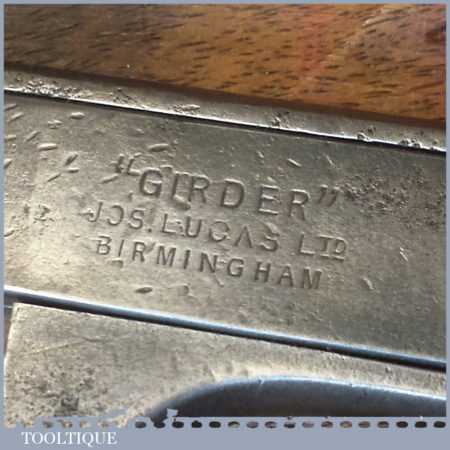 "GIRDER"
JOS. LUCAS LTD
BIRMINGHAM
TOOLTIQUE